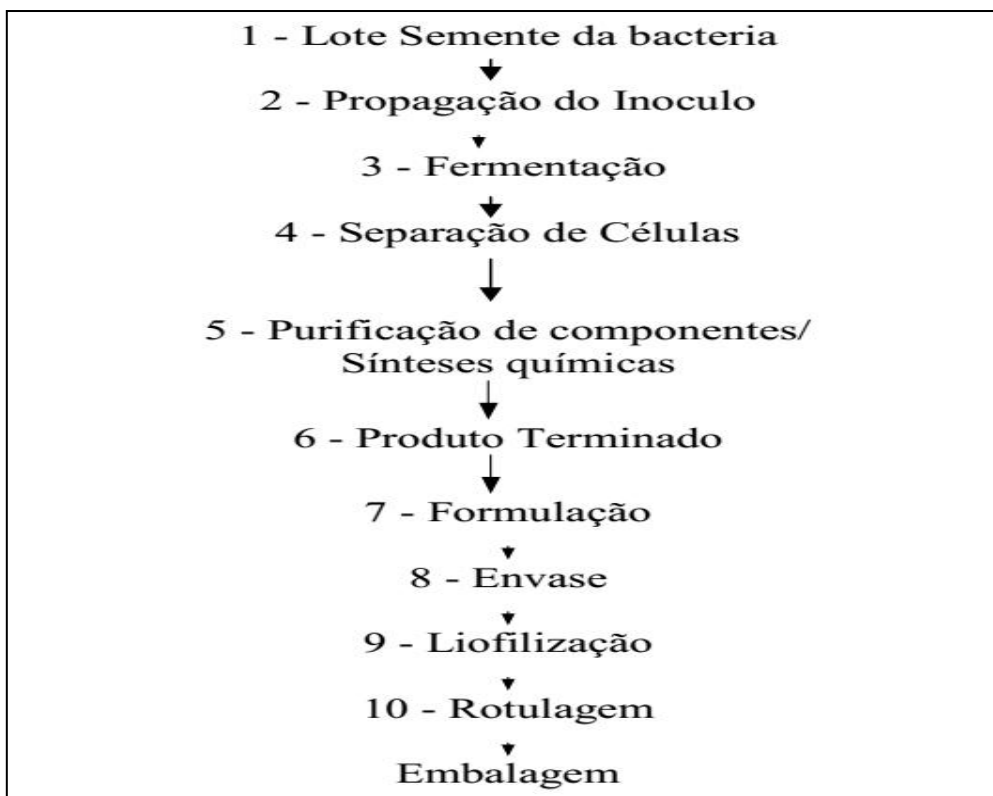 1 - Lote Semente da bacteria
2 - Propagação do Inoculo
3 - Fermentação
4 - Separação de Células
5 - Purificação de componentes/
Sínteses químicas
6 - Produto Terminado
7 - Formulação
8 - Envase
9 - Liofilização
10 - Rotulagem
Embalagem